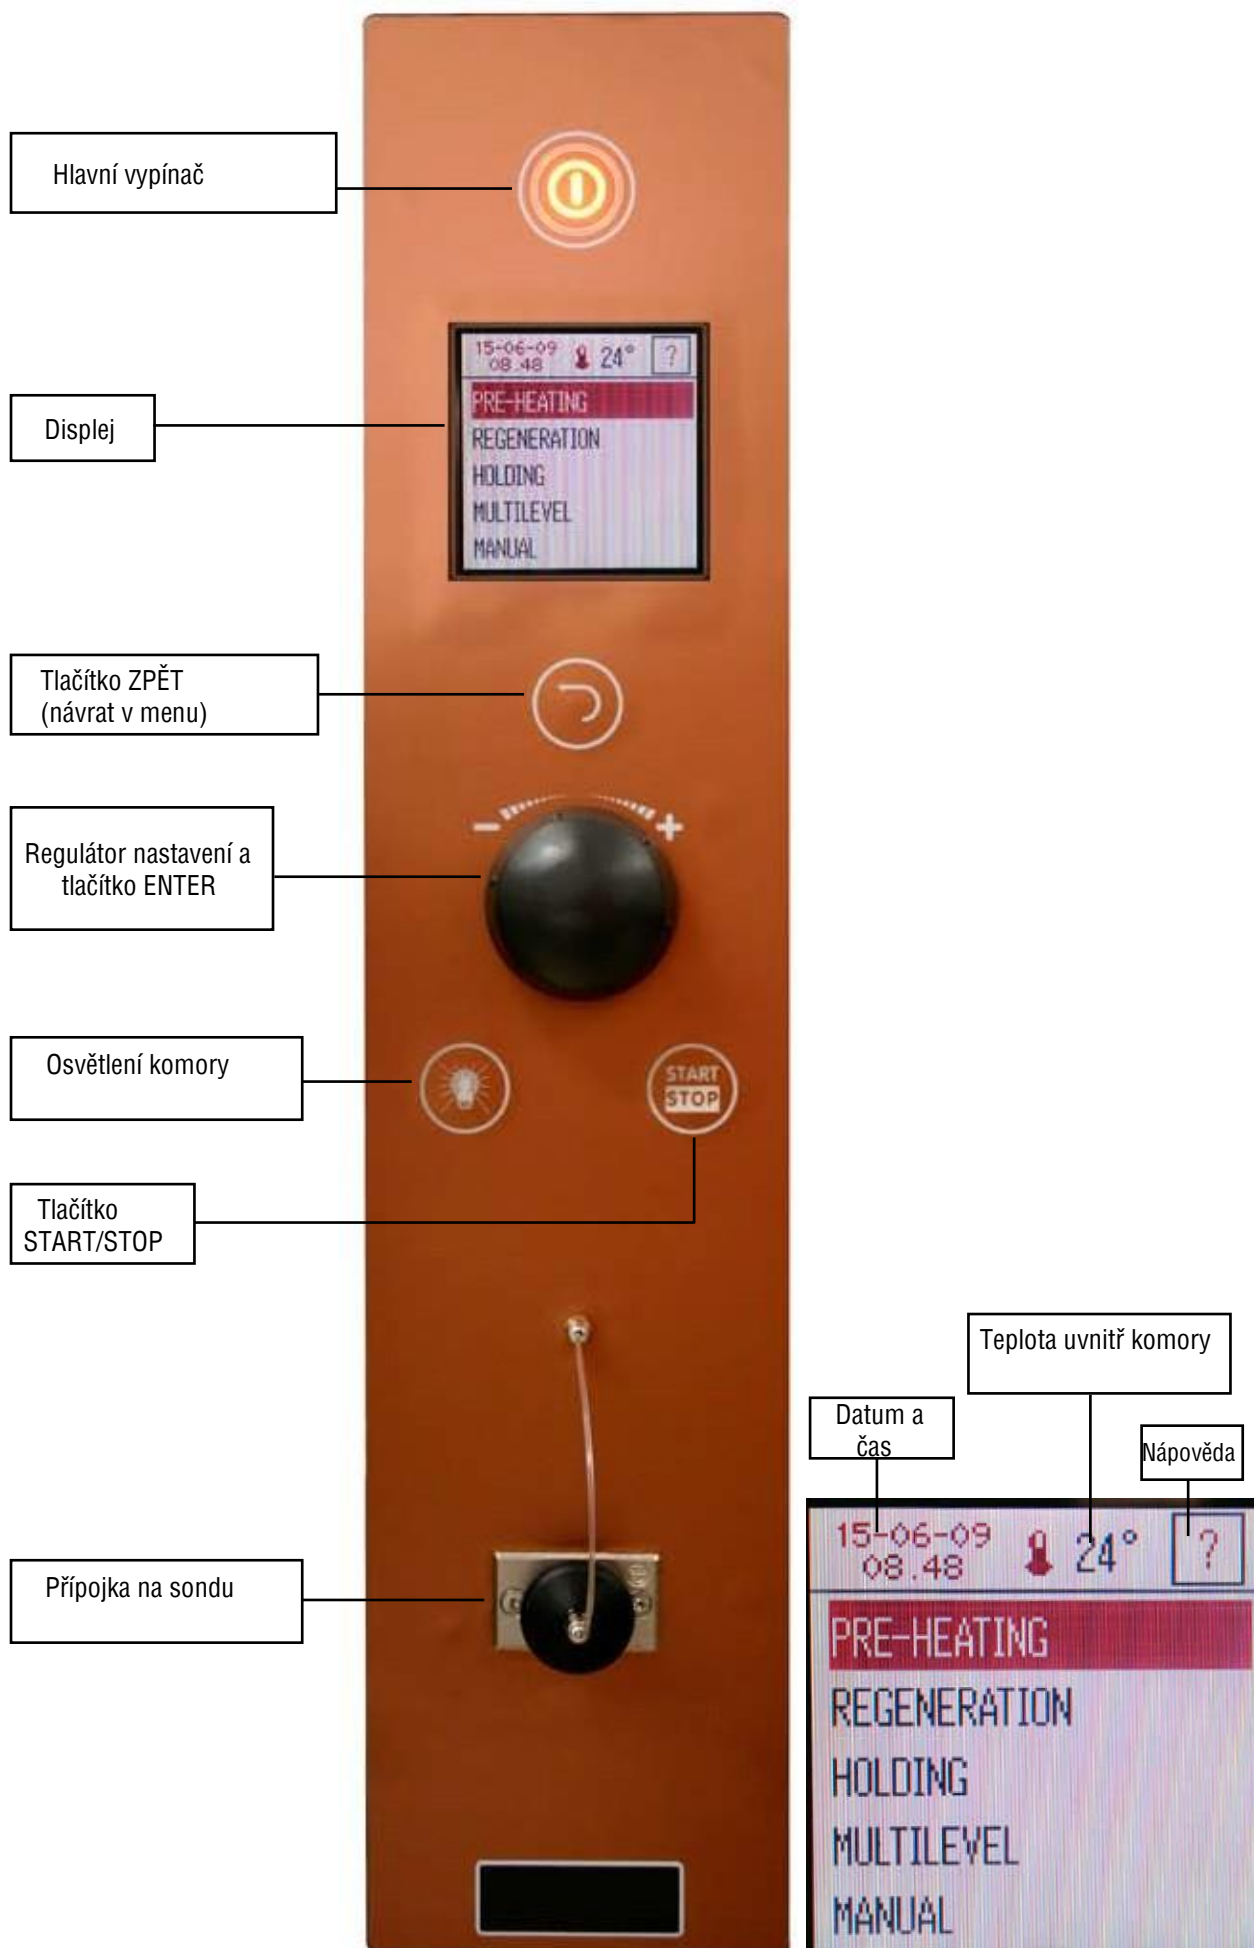 Hlavní vypínač
15-06-09
08.48
24°
?
PRE-HEATING
REGENERATION
HOLDING
MULTILEVEL
MANUAL
Displej
Tlačítko ZPĚT
(návrat v menu)
Regulátor nastavení a
tlačítko ENTER
Osvětlení komory
START
STOP
Tlačítko
START/STOP
Přípojka na sondu
Teplota uvnitř komory
Datum a
čas
Nápověda
15-06-09
08.48
24°
?
PRE-HEATING
REGENERATION
HOLDING
MULTILEVEL
MANUAL